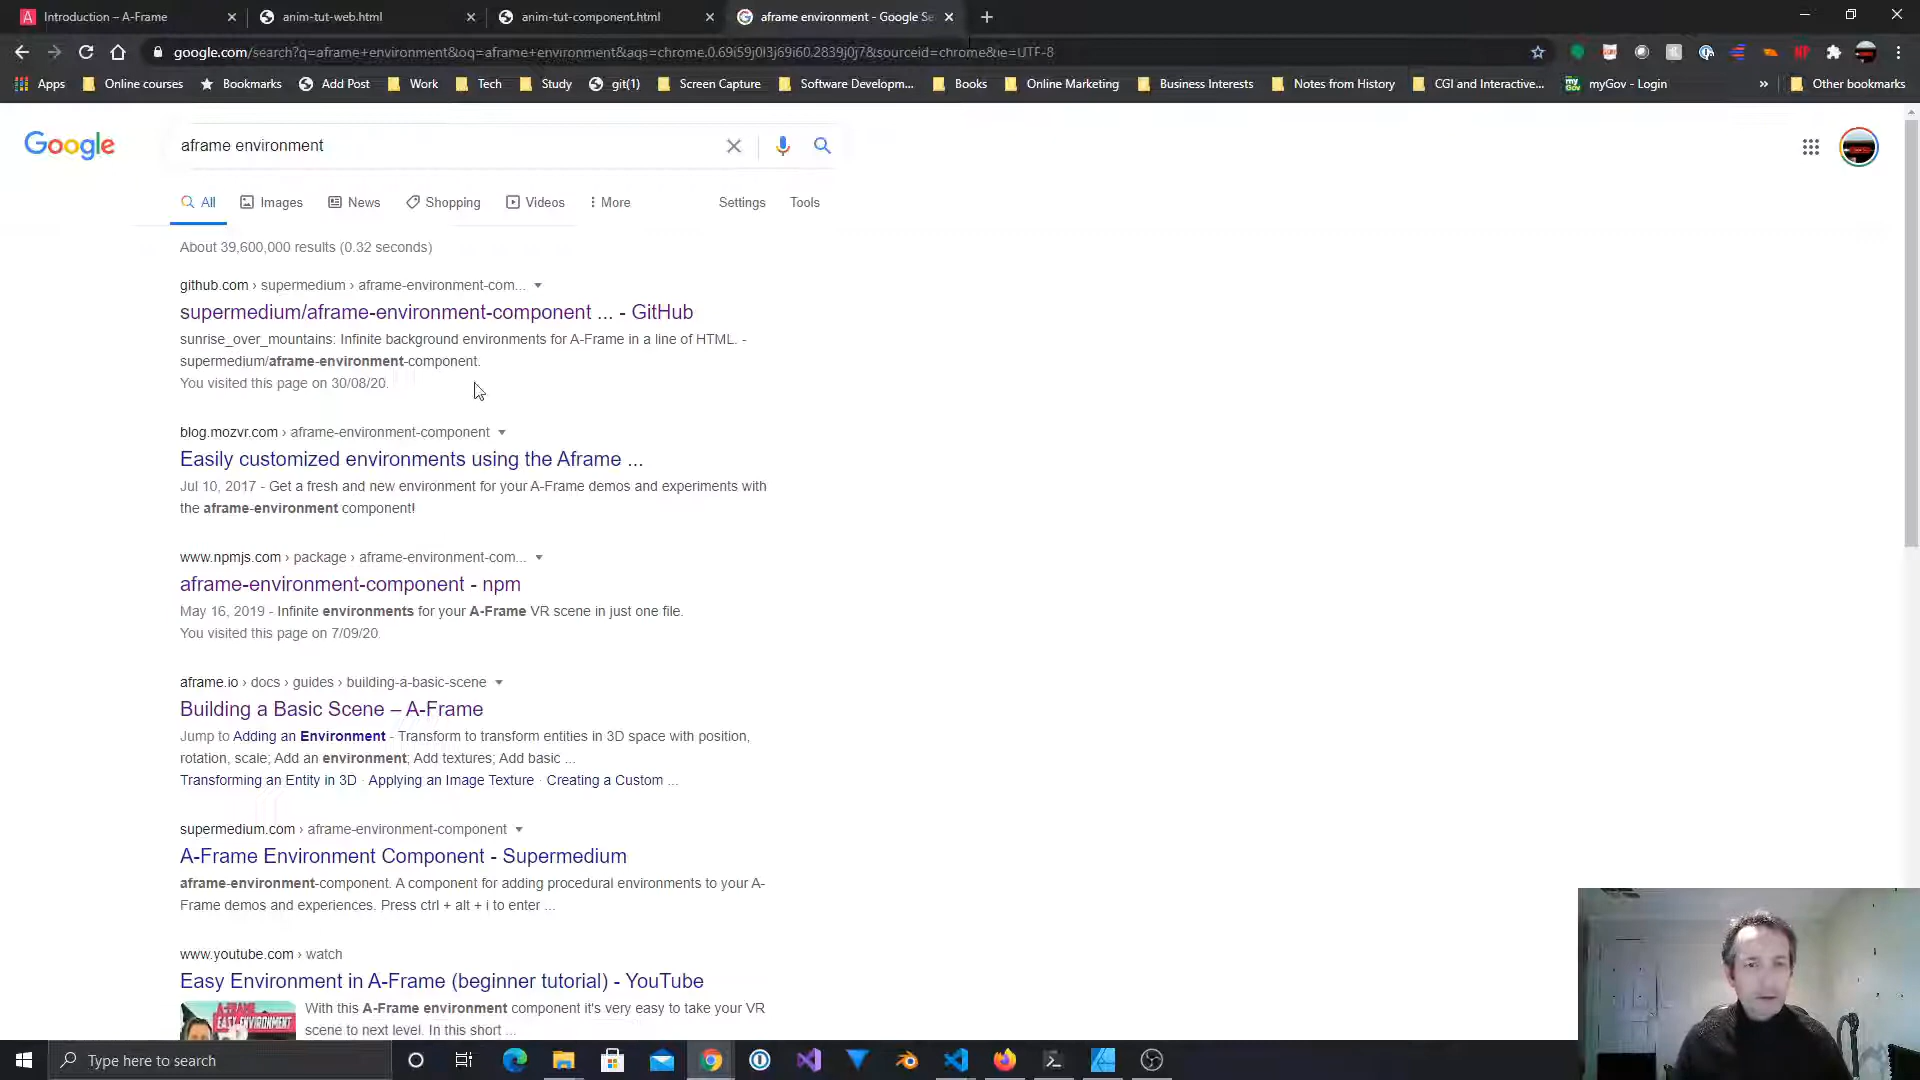 Introduction – A-Frame
anim-tut-web.html
anim-tut-component.html
aframe environment - Google Se
google.com/search?q=aframe+environment&oq=aframe+environment&aqs=chrome.0.69i59j0l3j69i60.2839j0j7&sourceid=chrome&ie=UTF-8
Apps
Online courses
Bookmarks
Add Post
Work
Tech
Study
git(1)
Screen Capture
Software Developm...
Books
Online Marketing
Business Interests
Notes from History
CGI and Interactive...
myGov - Login
»
Other bookmarks
Google
aframe environment
All
Images
News
Shopping
Videos
More
Settings
Tools
About 39,600,000 results (0.32 seconds)
github.com › supermedium › aframe-environment-com...
supermedium/aframe-environment-component ... - GitHub
sunrise_over_mountains: Infinite background environments for A-Frame in a line of HTML. -
supermedium/aframe-environment-component.
You visited this page on 30/08/20.
blog.mozvr.com › aframe-environment-component
Easily customized environments using the Aframe ...
Jul 10, 2017 - Get a fresh and new environment for your A-Frame demos and experiments with
the aframe-environment component!
www.npmjs.com › package › aframe-environment-com...
aframe-environment-component - npm
May 16, 2019 - Infinite environments for your A-Frame VR scene in just one file.
You visited this page on 7/09/20.
aframe.io › docs › guides › building-a-basic-scene
Building a Basic Scene – A-Frame
Jump to Adding an Environment - Transform to transform entities in 3D space with position,
rotation, scale; Add an environment; Add textures; Add basic ...
Transforming an Entity in 3D · Applying an Image Texture · Creating a Custom ...
supermedium.com › aframe-environment-component
A-Frame Environment Component - Supermedium
aframe-environment-component. A component for adding procedural environments to your A-
Frame demos and experiences. Press ctrl + alt + i to enter ...
www.youtube.com › watch
Easy Environment in A-Frame (beginner tutorial) - YouTube
With this A-Frame environment component it's very easy to take your VR
scene to next level. In this short ...
A-FRAME
EASY ENVIRONMENT
Type here to search